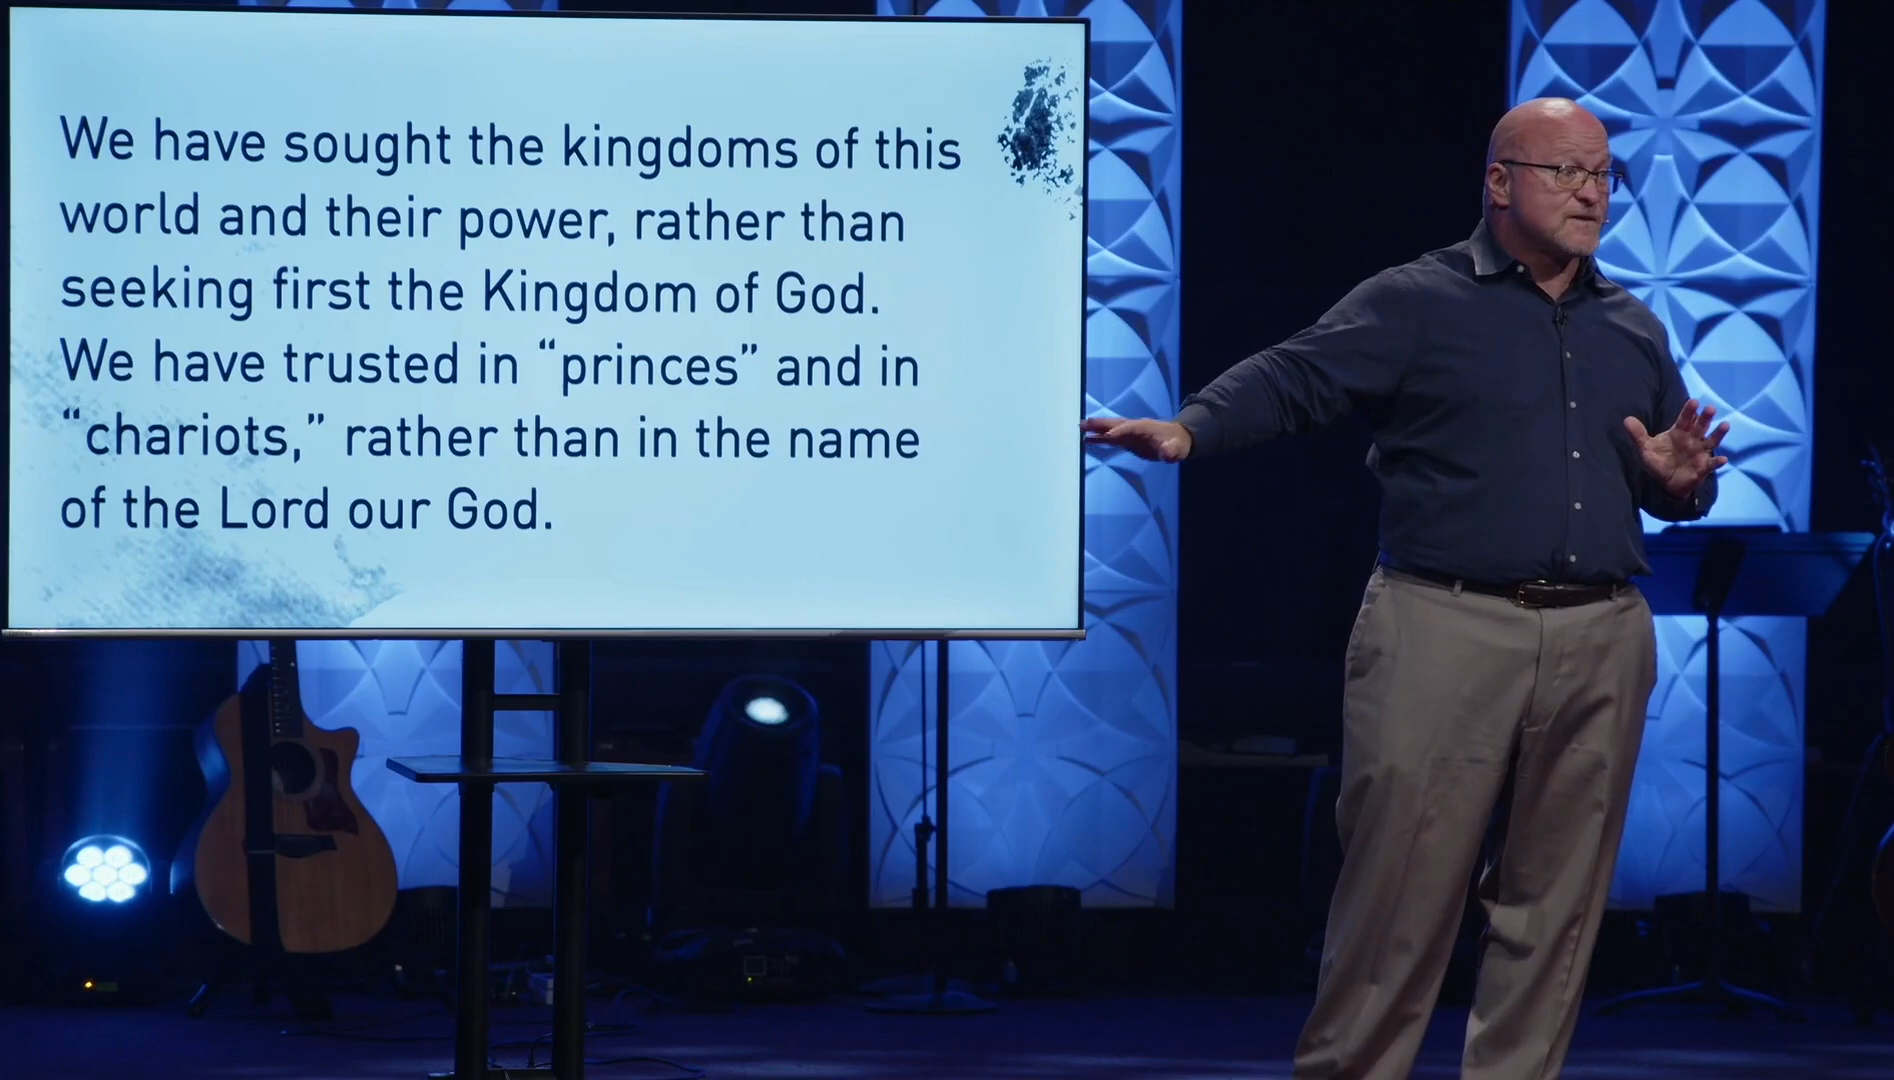 We have sought the kingdoms of this
world and their power, rather than
seeking first the Kingdom of God.
We have trusted in “princes” and in
“chariots,” rather than in the name
of the Lord our God.